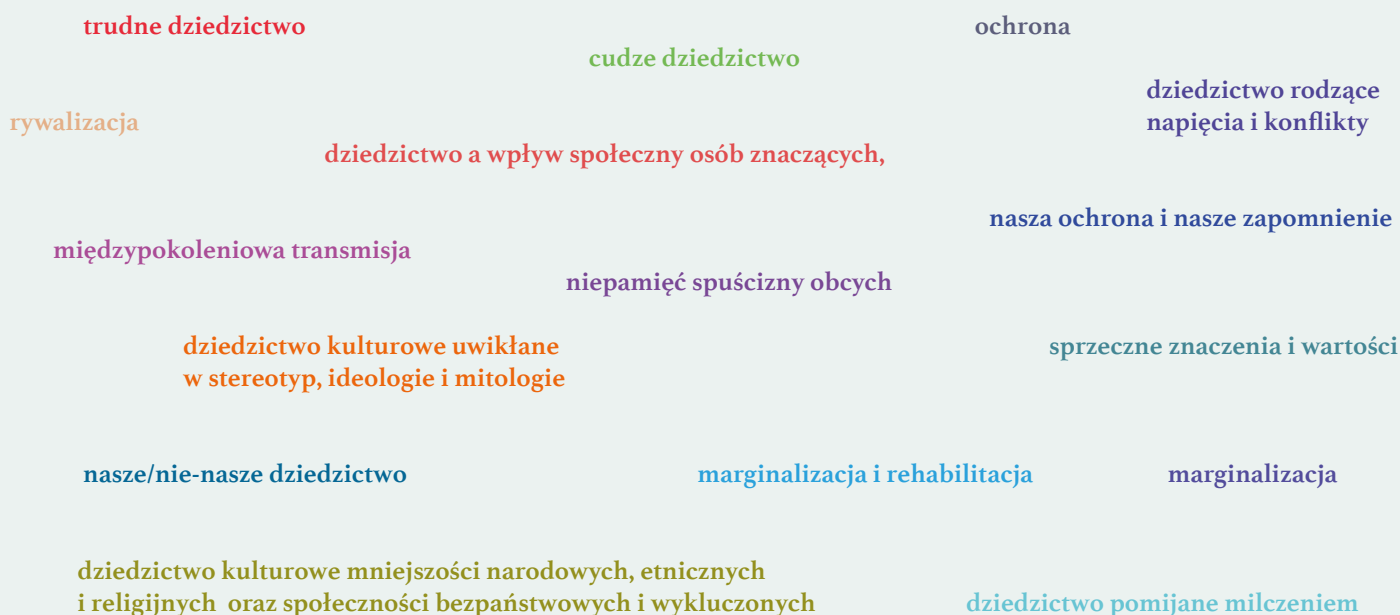 trudne dziedzictwo
ochrona
cudze dziedzictwo
dziedzictwo rodzące
napięcia i konflikty
rywalizacja
dziedzictwo a wpływ społeczny osób znaczących,
nasza ochrona i nasze zapomnienie
międzypokoleniowa transmisja
niepamięć spuścizny obcych
dziedzictwo kulturowe uwikłane
w stereotyp, ideologie i mitologie
sprzeczne znaczenia i wartości
nasze/nie-nasze dziedzictwo
marginalizacja i rehabilitacja
marginalizacja
dziedzictwo kulturowe mniejszości narodowych, etnicznych
i religijnych oraz społeczności bezpaństwowych i wykluczonych
dziedzictwo pomijane milczeniem